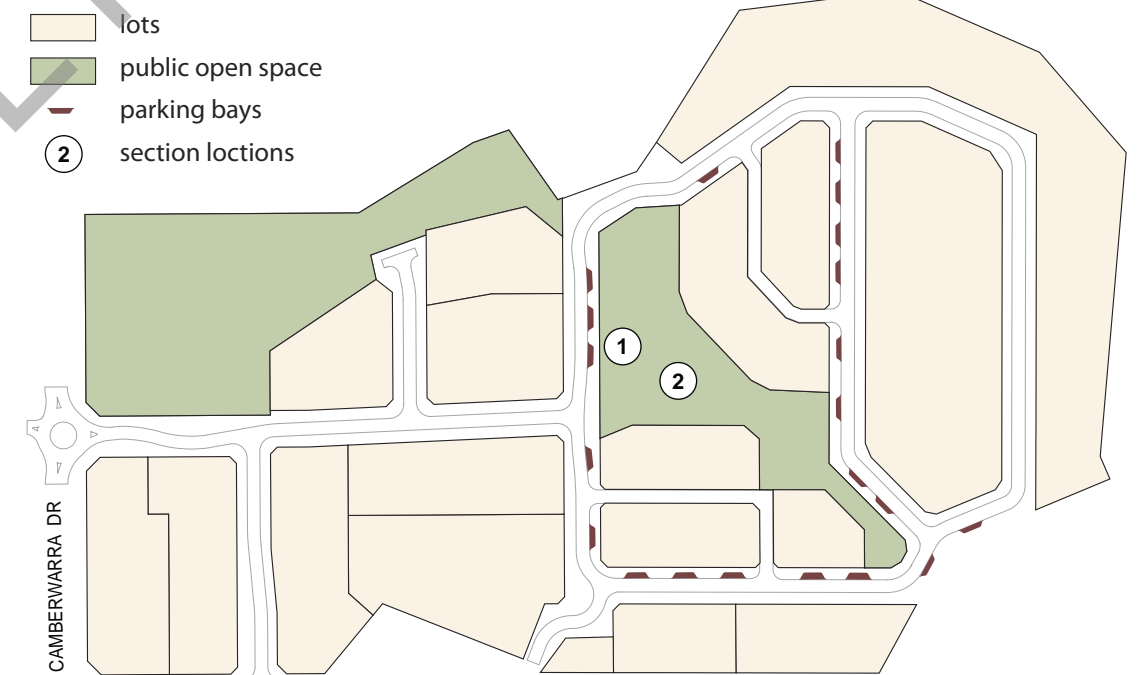 lots
public open space
parking bays
2 section loctions
1
2
CAMBERWARRA DR